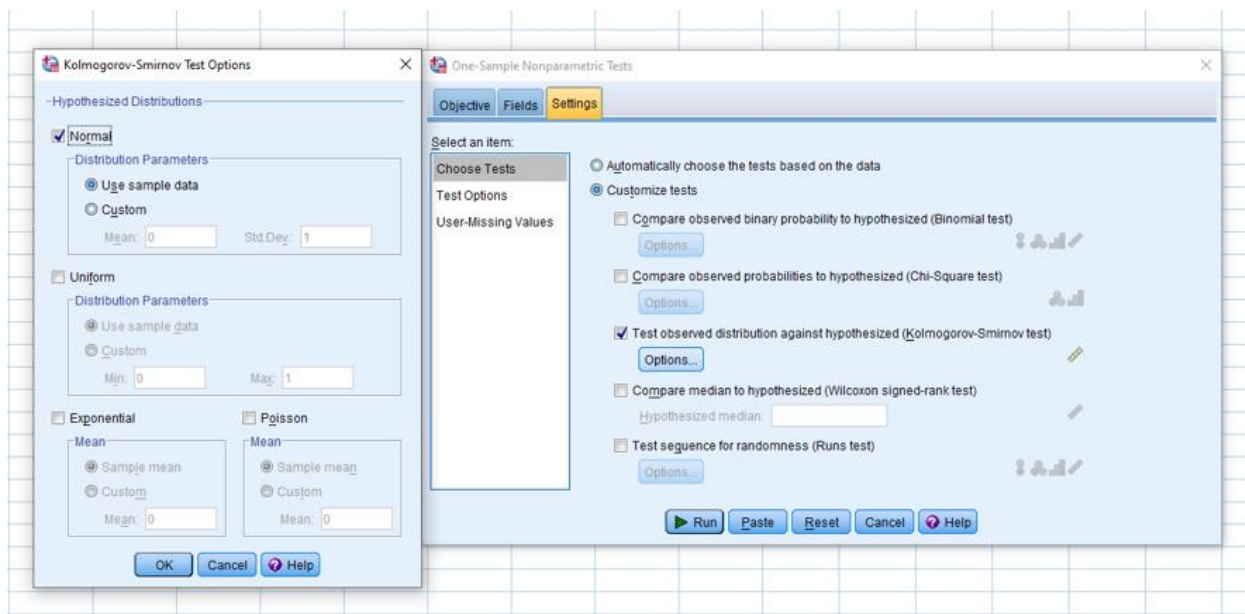 Kolmogorov-Smirnov Test Options
Hypothesized Distributions
Normal
Distribution Parameters
Use sample data
Custom
Mean: 0 Std.Dev.: 1
Uniform
Distribution Parameters
Use sample data
Custom
Min: 0 Max: 1
Exponential
Mean
Sample mean
Custom
Mean: 0
Poisson
Mean
Sample mean
Custom
Mean: 0
OK Cancel Help
One-Sample Nonparametric Tests
Objective Fields Settings
Select an item:
Choose Tests
Test Options
User-Missing Values
Automatically choose the tests based on the data
Customize tests
Compare observed binary probability to hypothesized (Binomial test)
Options...
Compare observed probabilities to hypothesized (Chi-Square test)
Options...
Test observed distribution against hypothesized (Kolmogorov-Smirnov test)
Options...
Compare median to hypothesized (Wilcoxon signed-rank test)
Hypothesized median:
Test sequence for randomness (Runs test)
Options...
Run Paste Reset Cancel Help